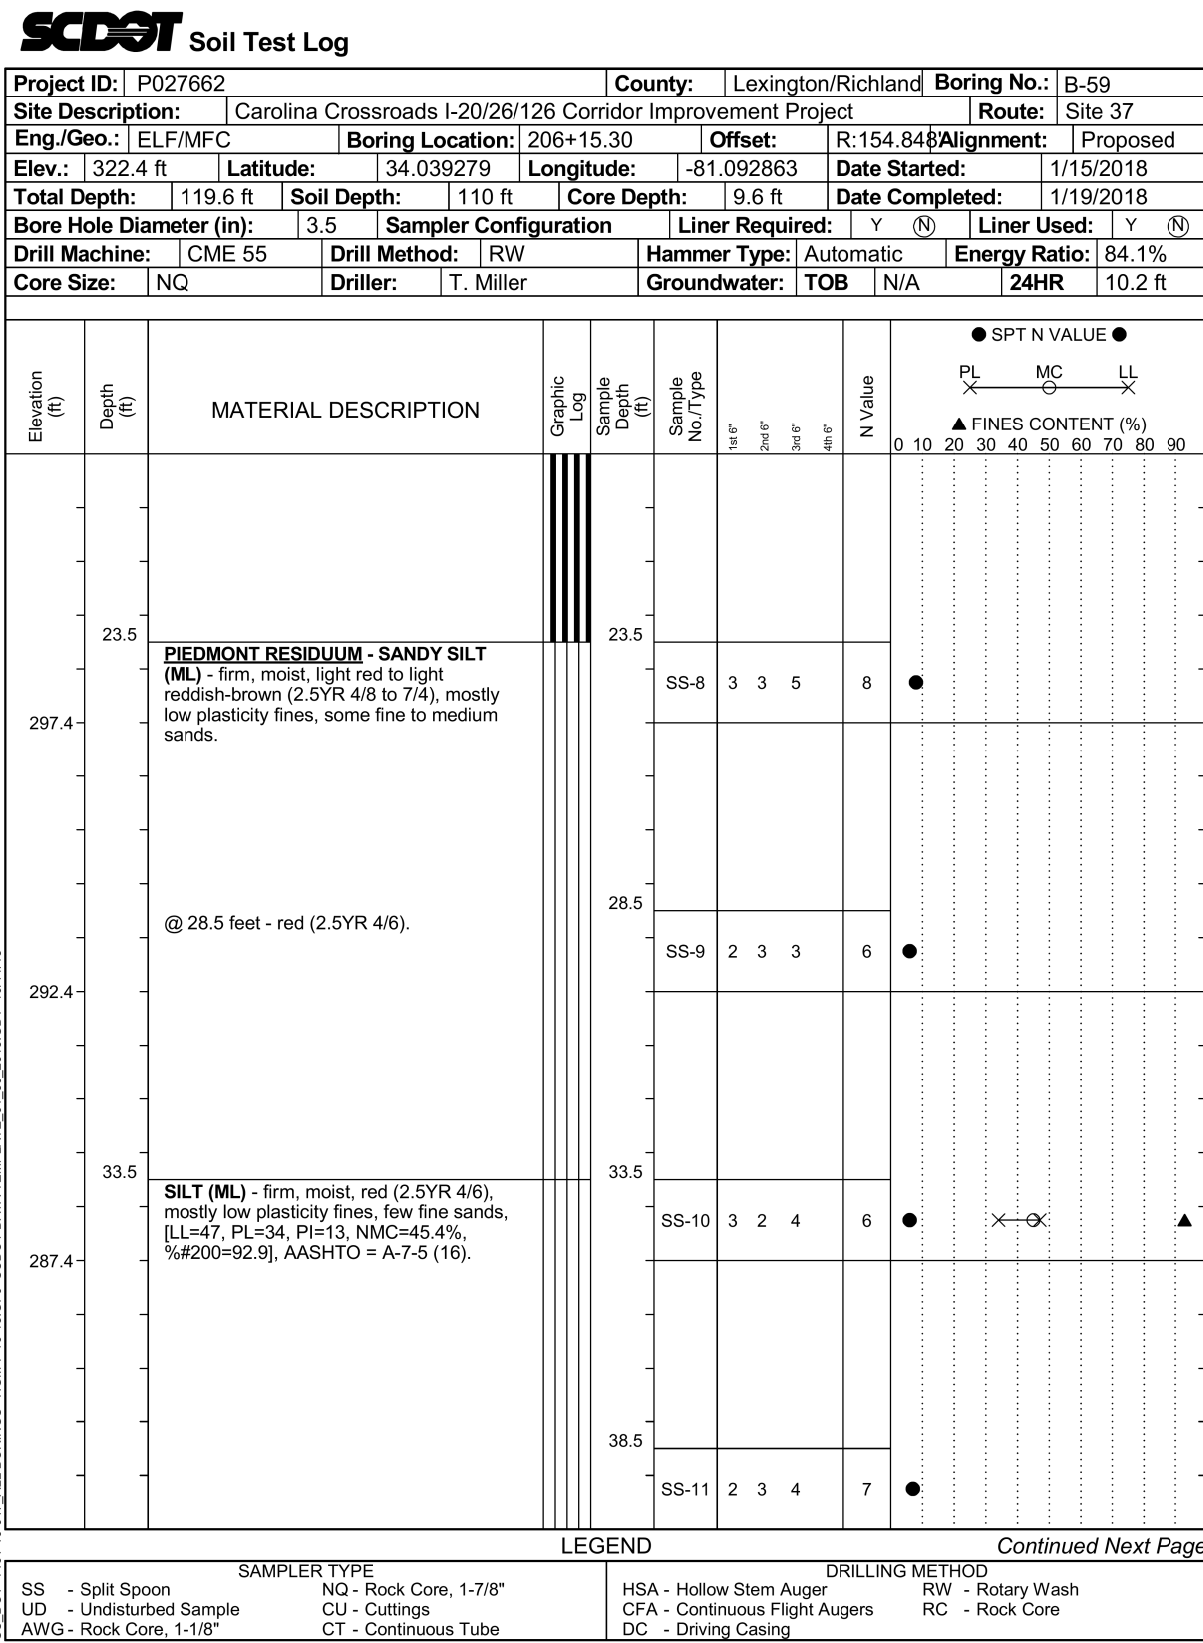 SCDOT Soil Test Log
Project ID: P027662 County: Lexington/Richland Boring No.: B-59
Site Description: Carolina Crossroads I-20/26/126 Corridor Improvement Project Route: Site 37
Eng./Geo.: ELF/MFC Boring Location: 206+15.30 Offset: R:154.848' Alignment: Proposed
Elev.: 322.4 ft Latitude: 34.039279 Longitude: -81.092863 Date Started: 1/15/2018
Total Depth: 119.6 ft Soil Depth: 110 ft Core Depth: 9.6 ft Date Completed: 1/19/2018
Bore Hole Diameter (in): 3.5 Sampler Configuration Liner Required: Y N Liner Used: Y N
Drill Machine: CME 55 Drill Method: RW Hammer Type: Automatic Energy Ratio: 84.1%
Core Size: NQ Driller: T. Miller Groundwater: TOB N/A 24HR 10.2 ft
Elevation (ft) Depth (ft) MATERIAL DESCRIPTION Graphic Log Sample Depth (ft) Sample No./Type 1st 6" 2nd 6" 3rd 6" 4th 6" N Value
● SPT N VALUE ●
PL MC LL
▲ FINES CONTENT (%)
0 10 20 30 40 50 60 70 80 90
23.5 23.5
PIEDMONT RESIDUUM - SANDY SILT
(ML) - firm, moist, light red to light
reddish-brown (2.5YR 4/8 to 7/4), mostly
low plasticity fines, some fine to medium
sands.
SS-8 3 3 5 8
297.4
28.5
@ 28.5 feet - red (2.5YR 4/6).
SS-9 2 3 3 6
292.4
33.5 33.5
SILT (ML) - firm, moist, red (2.5YR 4/6),
mostly low plasticity fines, few fine sands,
[LL=47, PL=34, PI=13, NMC=45.4%,
%#200=92.9], AASHTO = A-7-5 (16).
SS-10 3 2 4 6
287.4
38.5
SS-11 2 3 4 7
LEGEND Continued Next Page
SAMPLER TYPE DRILLING METHOD
SS - Split Spoon NQ - Rock Core, 1-7/8" HSA - Hollow Stem Auger RW - Rotary Wash
UD - Undisturbed Sample CU - Cuttings CFA - Continuous Flight Augers RC - Rock Core
AWG - Rock Core, 1-1/8" CT - Continuous Tube DC - Driving Casing